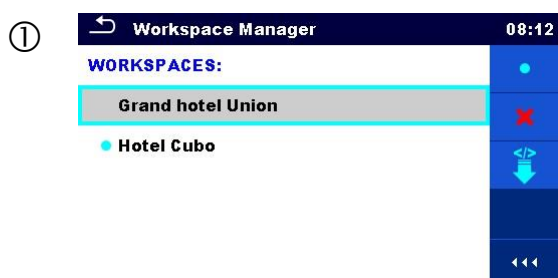 ①
Workspace Manager 08:12
WORKSPACES:
Grand hotel Union
Hotel Cubo